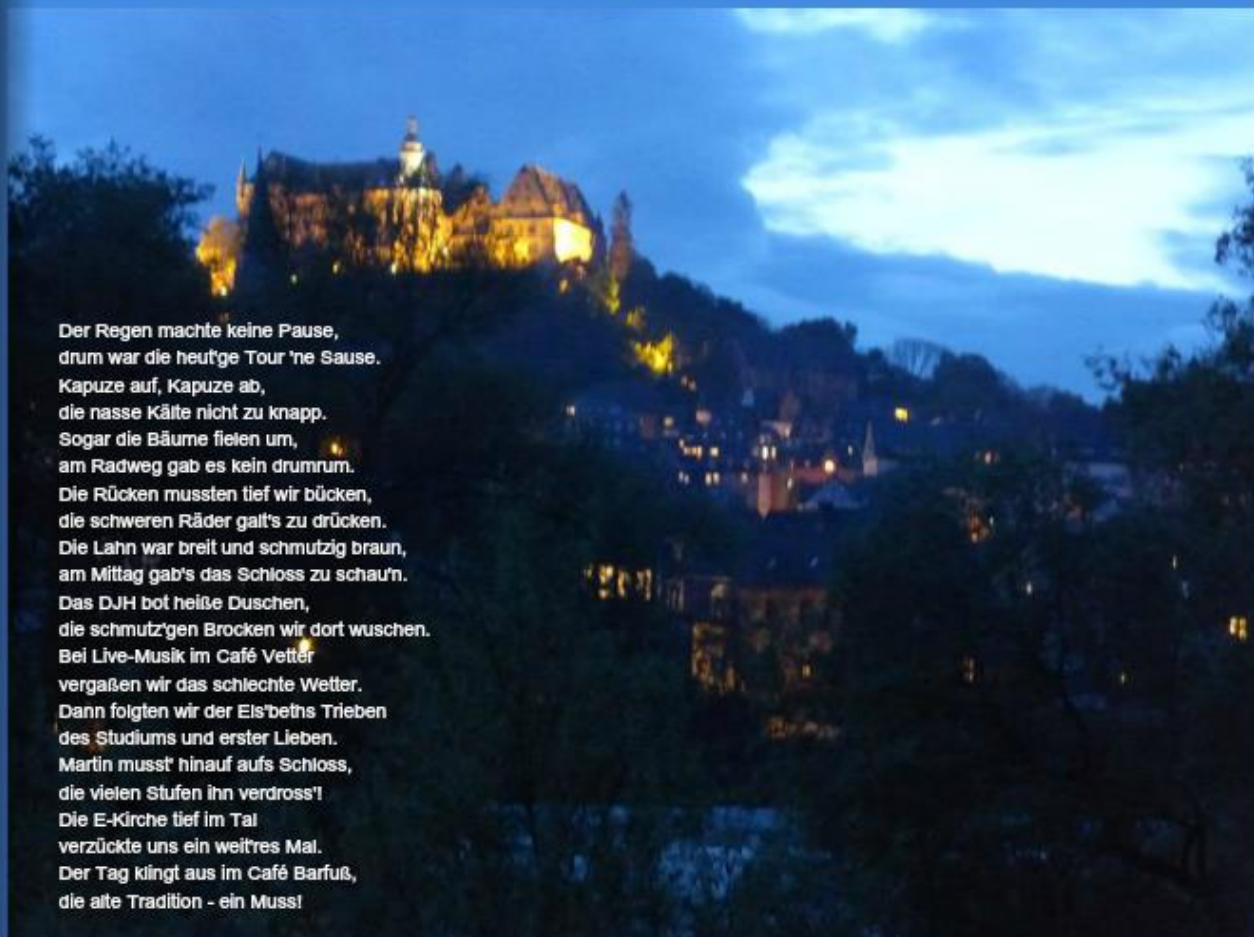 Der Regen machte keine Pause,
drum war die heut'ge Tour 'ne Sause.
Kapuze auf, Kapuze ab,
die nasse Kälte nicht zu knapp.
Sogar die Bäume fielen um,
am Radweg gab es kein drumrum.
Die Rücken mussten tief wir bücken,
die schweren Räder galt's zu drücken.
Die Lahn war breit und schmutzig braun,
am Mittag gab's das Schloss zu schau'n.
Das DJH bot heiße Duschen,
die schmutz'gen Brocken wir dort wuschen.
Bei Live-Musik im Café Vetter
vergaßen wir das schlechte Wetter.
Dann folgten wir der Els'beths Trieben
des Studiums und erster Lieben.
Martin musst' hinauf aufs Schloss,
die vielen Stufen ihn verdross'!
Die E-Kirche tief im Tal
verzückte uns ein weit'res Mal.
Der Tag klingt aus im Café Barfuß,
die alte Tradition - ein Muss!